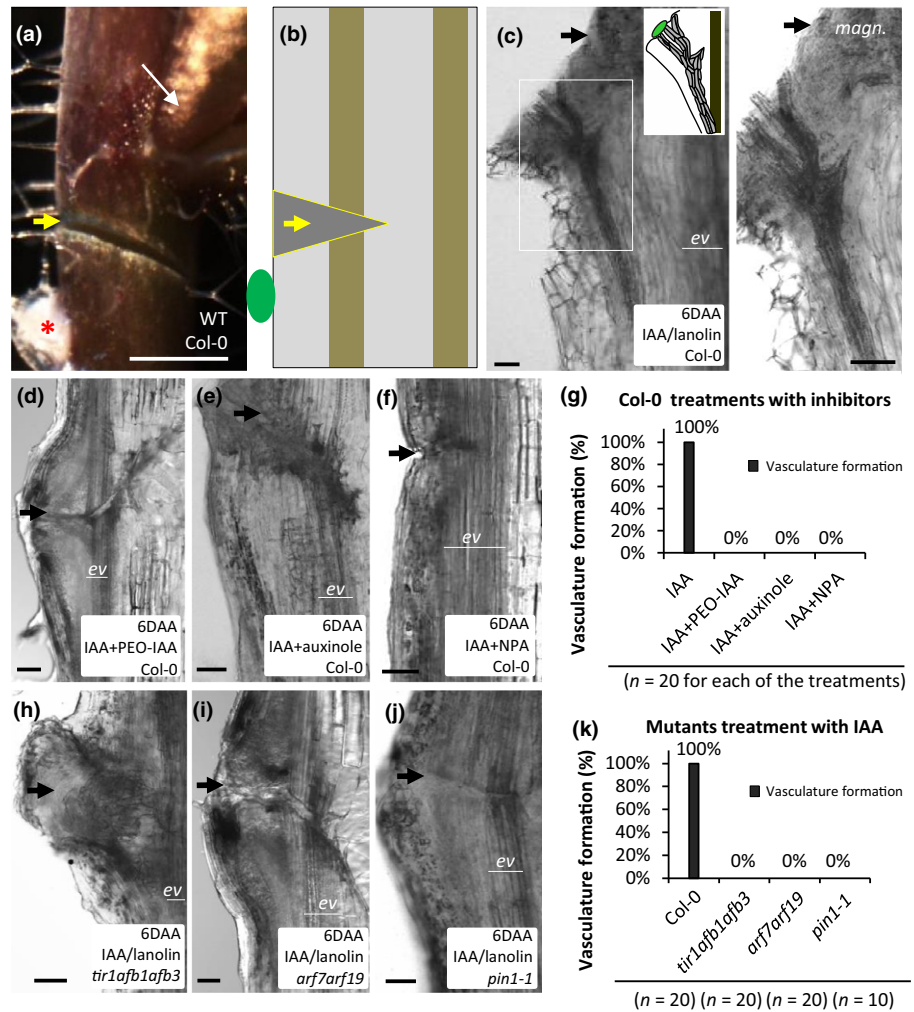 (a)
WT
Col-0
*
(b)
(c)
ev
6DAA
IAA/lanolin
Col-0
magn.
(d)
ev
6DAA
IAA+PEO-IAA
Col-0
(e)
ev
6DAA
IAA+auxinole
Col-0
(f)
ev
6DAA
IAA+NPA
Col-0
(g)
Col-0 treatments with inhibitors
Vasculature formation (%)
100%
80%
60%
40%
20%
0%
100%
0%
0%
0%
Vasculature formation
IAA
IAA+PEO-IAA
IAA+auxinole
IAA+NPA
(n = 20 for each of the treatments)
(h)
ev
6DAA
IAA/lanolin
tir1afb1afb3
(i)
ev
6DAA
IAA/lanolin
arf7arf19
(j)
ev
6DAA
IAA/lanolin
pin1-1
(k)
Mutants treatment with IAA
Vasculature formation (%)
100%
80%
60%
40%
20%
0%
100%
0%
0%
0%
Vasculature formation
Col-0
tir1afb1afb3
arf7arf19
pin1-1
(n = 20) (n = 20) (n = 20) (n = 10)